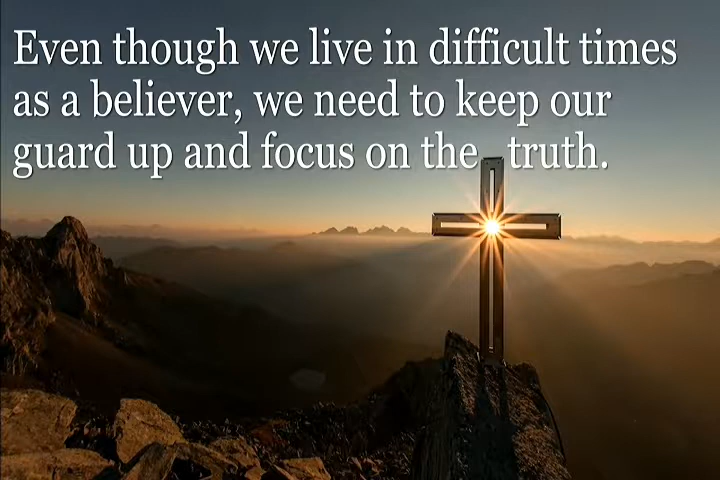 Even though we live in difficult times
as a believer, we need to keep our
guard up and focus on the truth.